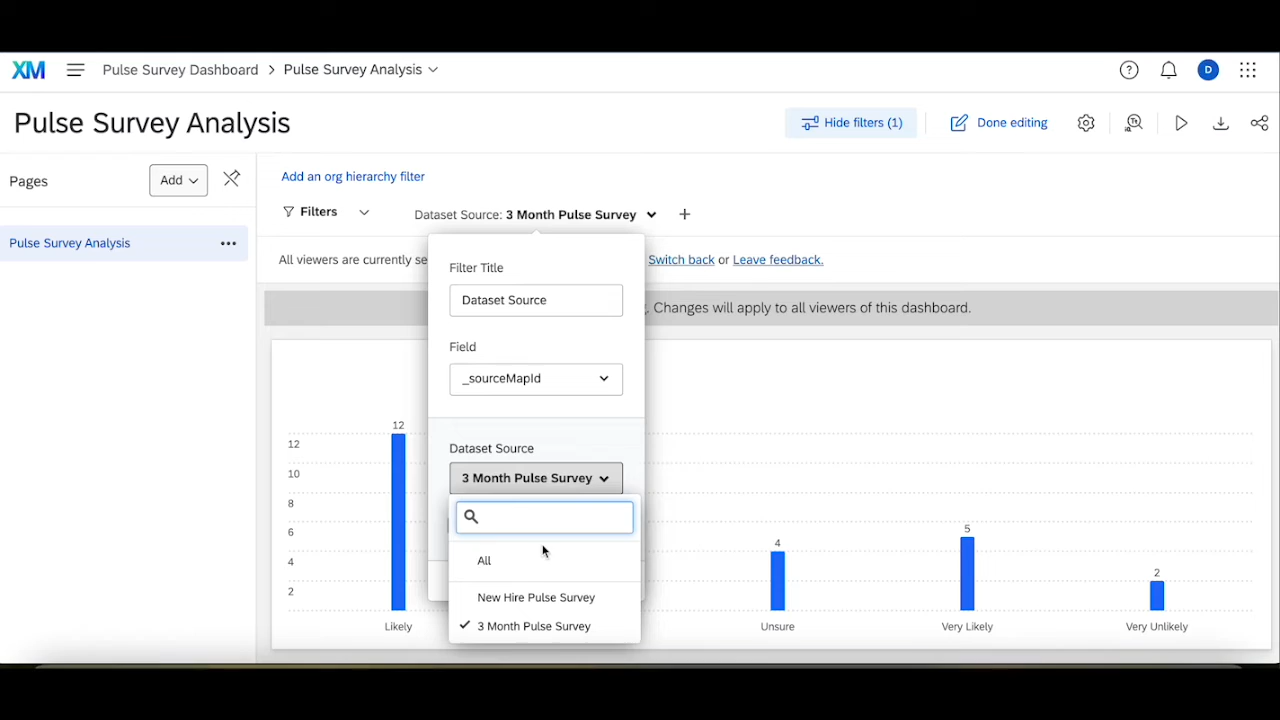 XM
Pulse Survey Dashboard > Pulse Survey Analysis
?
D
Pulse Survey Analysis
Hide filters (1)
Done editing
Pages
Add
Add an org hierarchy filter
Filters
Dataset Source: 3 Month Pulse Survey
+
Pulse Survey Analysis
All viewers are currently se
Switch back or Leave feedback.
. Changes will apply to all viewers of this dashboard.
Filter Title
Dataset Source
Field
_sourceMapId
Dataset Source
3 Month Pulse Survey
All
New Hire Pulse Survey
3 Month Pulse Survey
12
10
8
6
4
2
12
4
5
2
Likely
Unsure
Very Likely
Very Unlikely